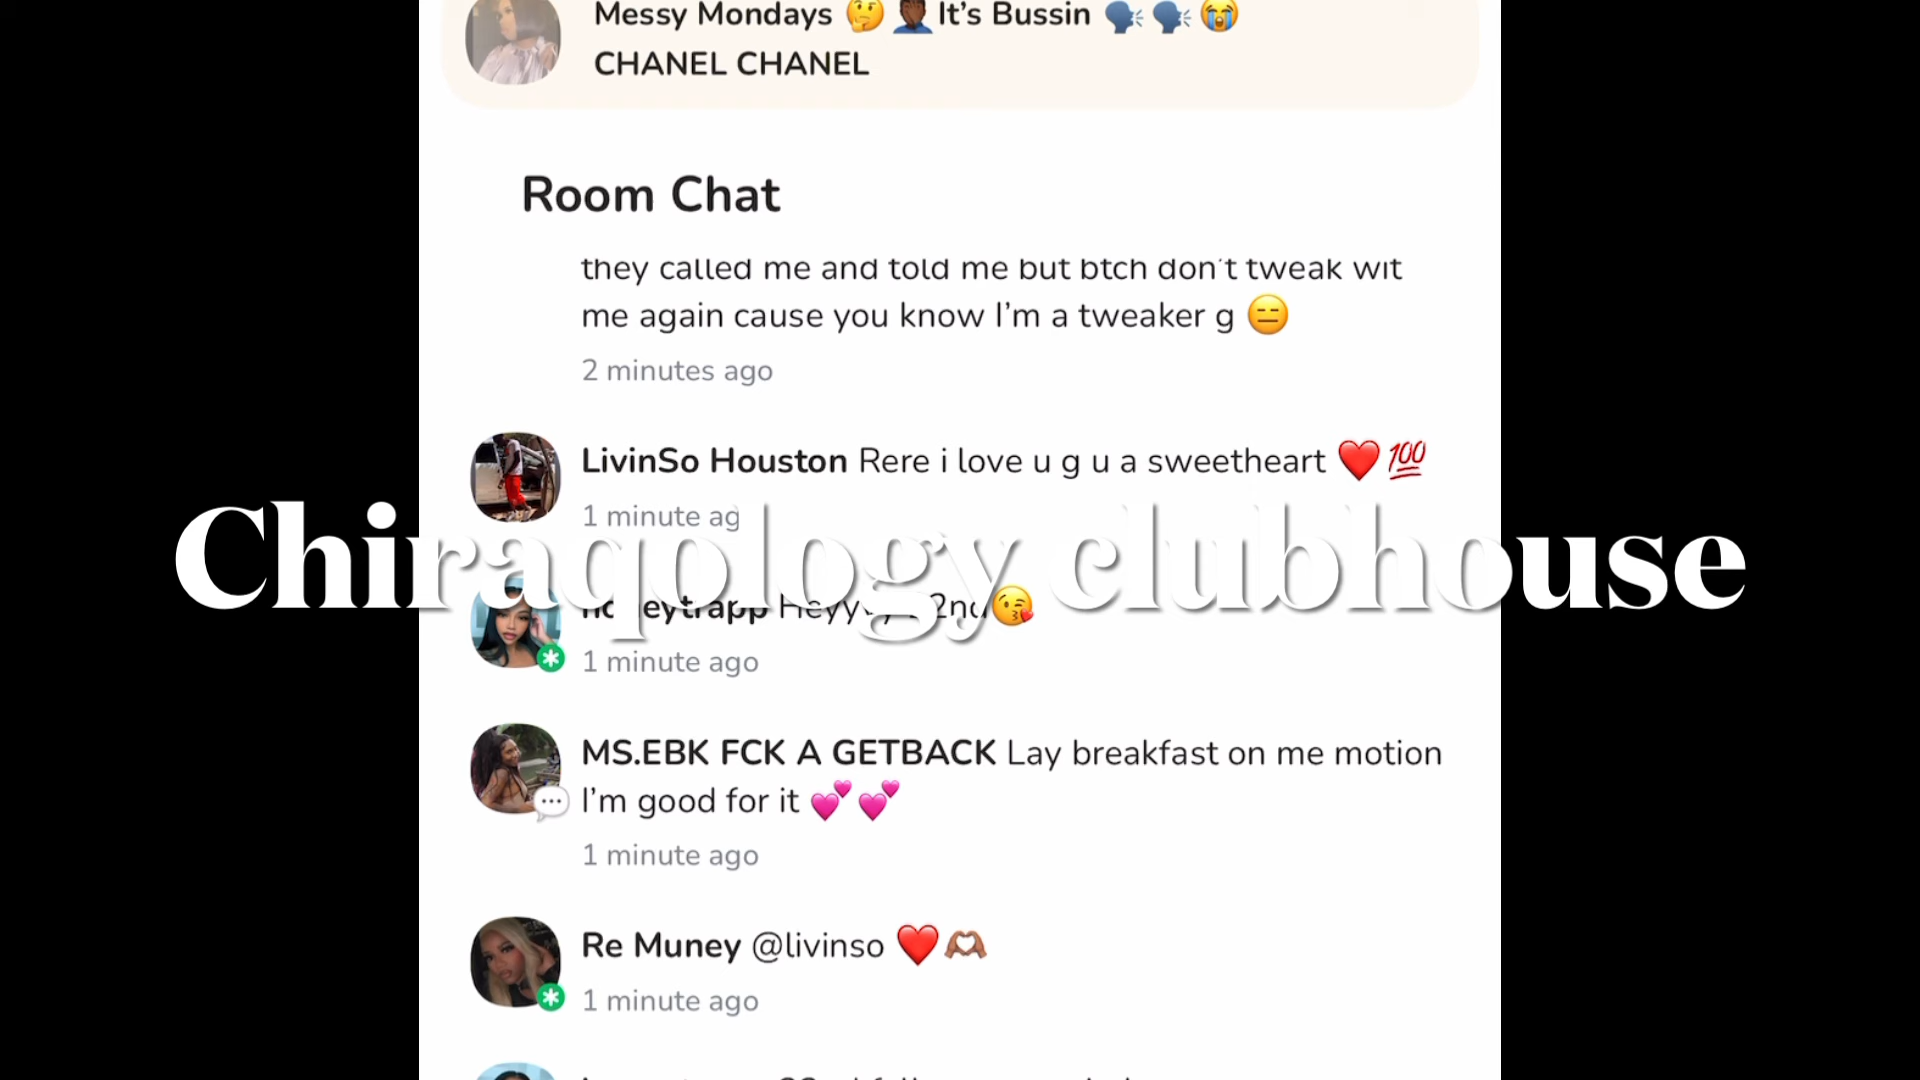 Messy Mondays 🤔 🤦🏾‍♂️It's Bussin 🗣️ 🗣️ 😭
CHANEL CHANEL
Room Chat
they called me and told me but btch don't tweak wit
me again cause you know I'm a tweaker g 😑
2 minutes ago
LivinSo Houston Rere i love u g u a sweetheart ❤️💯
1 minute ag
Chiraqology clubhouse
2nd😘
1 minute ago
MS.EBK FCK A GETBACK Lay breakfast on me motion
I'm good for it 💕 💕
1 minute ago
Re Muney @livinso ❤️🫶🏽
1 minute ago